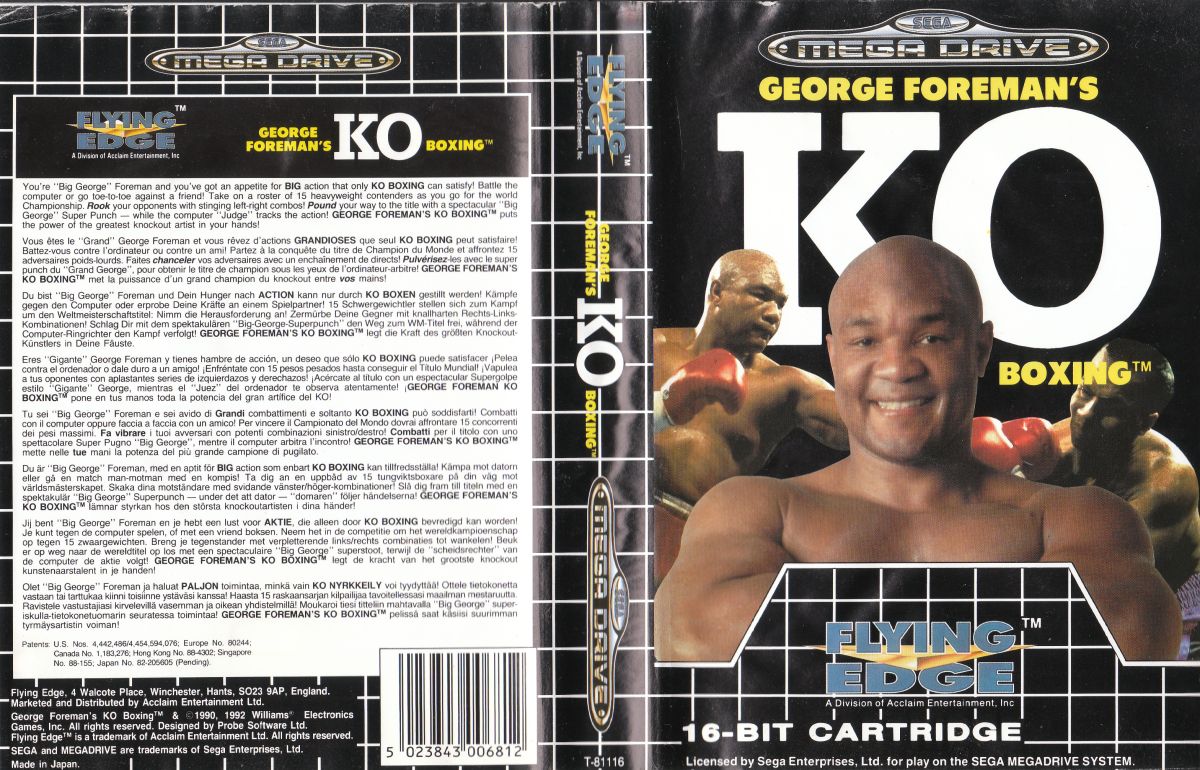 SEGA
MEGA DRIVE
FLYING EDGE™
A Division of Acclaim Entertainment, Inc
GEORGE FOREMAN'S KO BOXING™
You're "Big George" Foreman and you've got an appetite for BIG action that only KO BOXING can satisfy! Battle the
computer or go toe-to-toe against a friend! Take on a roster of 15 heavyweight contenders as you go for the world
Championship. Rook your opponents with stinging left-right combos! Pound your way to the title with a spectacular "Big
George" Super Punch — while the computer "Judge" tracks the action! GEORGE FOREMAN'S KO BOXING™ puts
the power of the greatest knockout artist in your hands!
Vous êtes le "Grand" George Foreman et vous rêvez d'actions GRANDIOSES que seul KO BOXING peut satisfaire!
Battez-vous contre l'ordinateur ou contre un ami! Partez à la conquête du titre de Champion du Monde et affrontez 15
adversaires poids-lourds. Faites chanceler vos adversaires avec un enchaînement de directs! Pulvérisez-les avec le super
punch du "Grand George", pour obtenir le titre de champion sous les yeux de l'ordinateur-arbitre! GEORGE FOREMAN'S
KO BOXING™ met la puissance d'un grand champion du knockout entre vos mains!
Du bist "Big George" Foreman und Dein Hunger nach ACTION kann nur durch KO BOXEN gestillt werden! Kämpfe
gegen den Computer oder erprobe Deine Kräfte an einem Spielpartner! 15 Schwergewichtler stellen sich zum Kampf
um den Weltmeisterschaftstitel: Nimm die Herausforderung an! Zermürbe Deine Gegner mit knallharten Rechts-Links-
Kombinationen! Schlag Dir mit dem spektakulären "Big-George-Superpunch" den Weg zum WM-Titel frei, während der
Computer-Ringrichter den Kampf verfolgt! GEORGE FOREMAN'S KO BOXING™ legt die Kraft des größten Knockout-
Künstlers in Deine Fäuste.
Eres "Gigante" George Foreman y tienes hambre de acción, un deseo que sólo KO BOXING puede satisfacer ¡Pelea
contra el ordenador o dale duro a un amigo! ¡Enfréntate con 15 pesos pesados hasta conseguir el Título Mundial! ¡Vapulea
a tus oponentes con aplastantes series de izquierdazos y derechazos! ¡Acércate al título con un espectacular Supergolpe
estilo "Gigante" George, mientras el "Juez" del ordenador te observa atentamente! ¡GEORGE FOREMAN KO
BOXING™ pone en tus manos toda la potencia del gran artífice del KO!
Tu sei "Big George" Foreman e sei avido di Grandi combattimenti e soltanto KO BOXING può soddisfarti! Combatti
con il computer oppure faccia a faccia con un amico! Per vincere il Campionato del Mondo dovrai affrontare 15 concorrenti
dei pesi massimi. Fa vibrare i tuoi avversari con potenti combinazioni sinistro/destro! Combatti per il titolo con uno
spettacolare Super Pugno "Big George", mentre il computer arbitra l'incontro! GEORGE FOREMAN'S KO BOXING™
mette nelle tue mani la potenza del più grande campione di pugilato.
Du är "Big George" Foreman, med en aptit för BIG action som enbart KO BOXING kan tillfredsställa! Kämpa mot datorn
eller gå en match man-motman med en kompis! Ta dig an en uppbåd av 15 tungviktsboxare på din väg mot
världsmästerskapet. Skaka dina motståndare med svidande vänster/höger-kombinationer! Slå dig fram till titeln med en
spektakulär "Big George" Superpunch — under det att dator — "domaren" följer händelserna! GEORGE FOREMAN'S
KO BOXING™ lämnar styrkan hos den största knockoutartisten i dina händer!
Jij bent "Big George" Foreman en je hebt een lust voor AKTIE, die alleen door KO BOXING bevredigd kan worden!
Je kunt tegen de computer spelen, of met een vriend boksen. Neem het in de competitie om het wereldkampioenschap
op tegen 15 zwaargewichten. Breng je tegenstander met verpletterende links/rechts combinaties tot wankelen! Beuk
er op weg naar de wereldtitel op los met een spectaculaire "Big George" superstoot, terwijl de "scheidsrechter" van
de computer de aktie volgt! GEORGE FOREMAN'S KO BOXING™ legt de kracht van het grootste knockout
kunstenaarstalent in je handen!
Olet "Big George" Foreman ja haluat PALJON toimintaa, minkä vain KO NYRKKEILY voi tyydyttää! Ottele tietokonetta
vastaan tai tarttukaa kiinni toisiinne ystäväsi kanssa! Haasta 15 raskaansarjan kilpailijaa tavoitellessasi maailman mestaruutta.
Ravistele vastustajiasi kirvelevillä vasemman ja oikean yhdistelmillä! Moukaroi tiesi titteliin mahtavalla "Big George" super-
iskulla-tietokonetuomarin seuratessa toimintaa! GEORGE FOREMAN'S KO BOXING™ pelissä saat käsiisi suurimman
tyrmäysartistin voiman!
Patents: U.S. Nos. 4,442,486/4,454,594,076; Europe No. 80244;
Canada No. 1,183,276; Hong Kong No. 88-4302; Singapore
No. 88-155; Japan No. 82-205605 (Pending).
Flying Edge, 4 Walcote Place, Winchester, Hants, SO23 9AP, England.
Marketed and Distributed by Acclaim Entertainment Ltd.
George Foreman's KO Boxing™ & ©1990, 1992 Williams® Electronics
Games, Inc. All rights reserved. Designed by Probe Software Ltd.
Flying Edge™ is a trademark of Acclaim Entertainment Ltd. All rights reserved.
SEGA and MEGADRIVE are trademarks of Sega Enterprises, Ltd.
Made in Japan.
5 023843 006812
FLYING EDGE™
A Division of Acclaim Entertainment, Inc
GEORGE FOREMAN'S KO BOXING™
SEGA
MEGA DRIVE
T-81116
SEGA
MEGA DRIVE
GEORGE FOREMAN'S
KO
BOXING™
FLYING
EDGE™
A Division of Acclaim Entertainment, Inc
16-BIT CARTRIDGE
Licensed by Sega Enterprises, Ltd. for play on the SEGA MEGADRIVE SYSTEM.